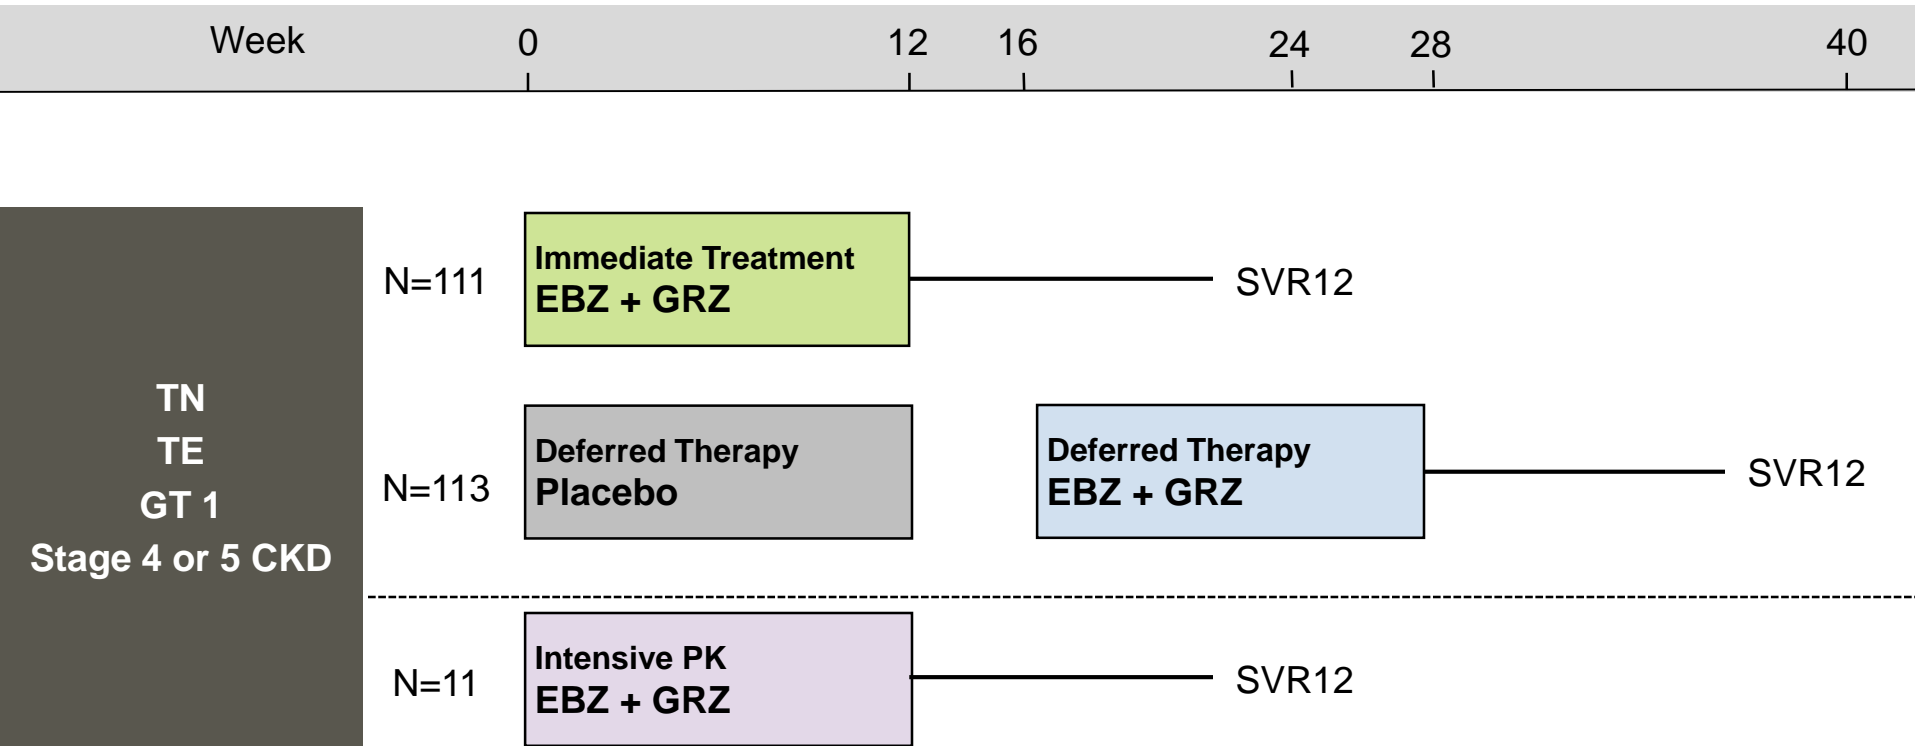 Week 0 12 16 24 28 40
TN
TE
GT 1
Stage 4 or 5 CKD
N=111
Immediate Treatment
EBZ + GRZ
SVR12
N=113
Deferred Therapy
Placebo
Deferred Therapy
EBZ + GRZ
SVR12
N=11
Intensive PK
EBZ + GRZ
SVR12